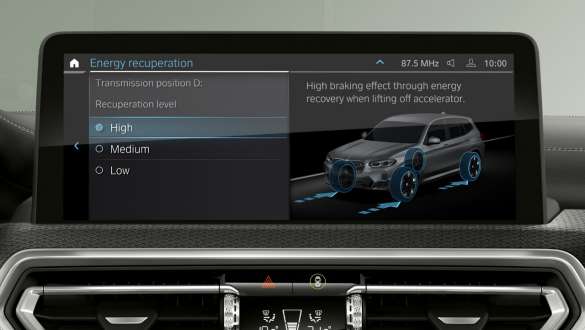 Energy recuperation
87.5 MHz
10:00
Transmission position D:
Recuperation level
High
Medium
Low
High braking effect through energy
recovery when lifting off accelerator.